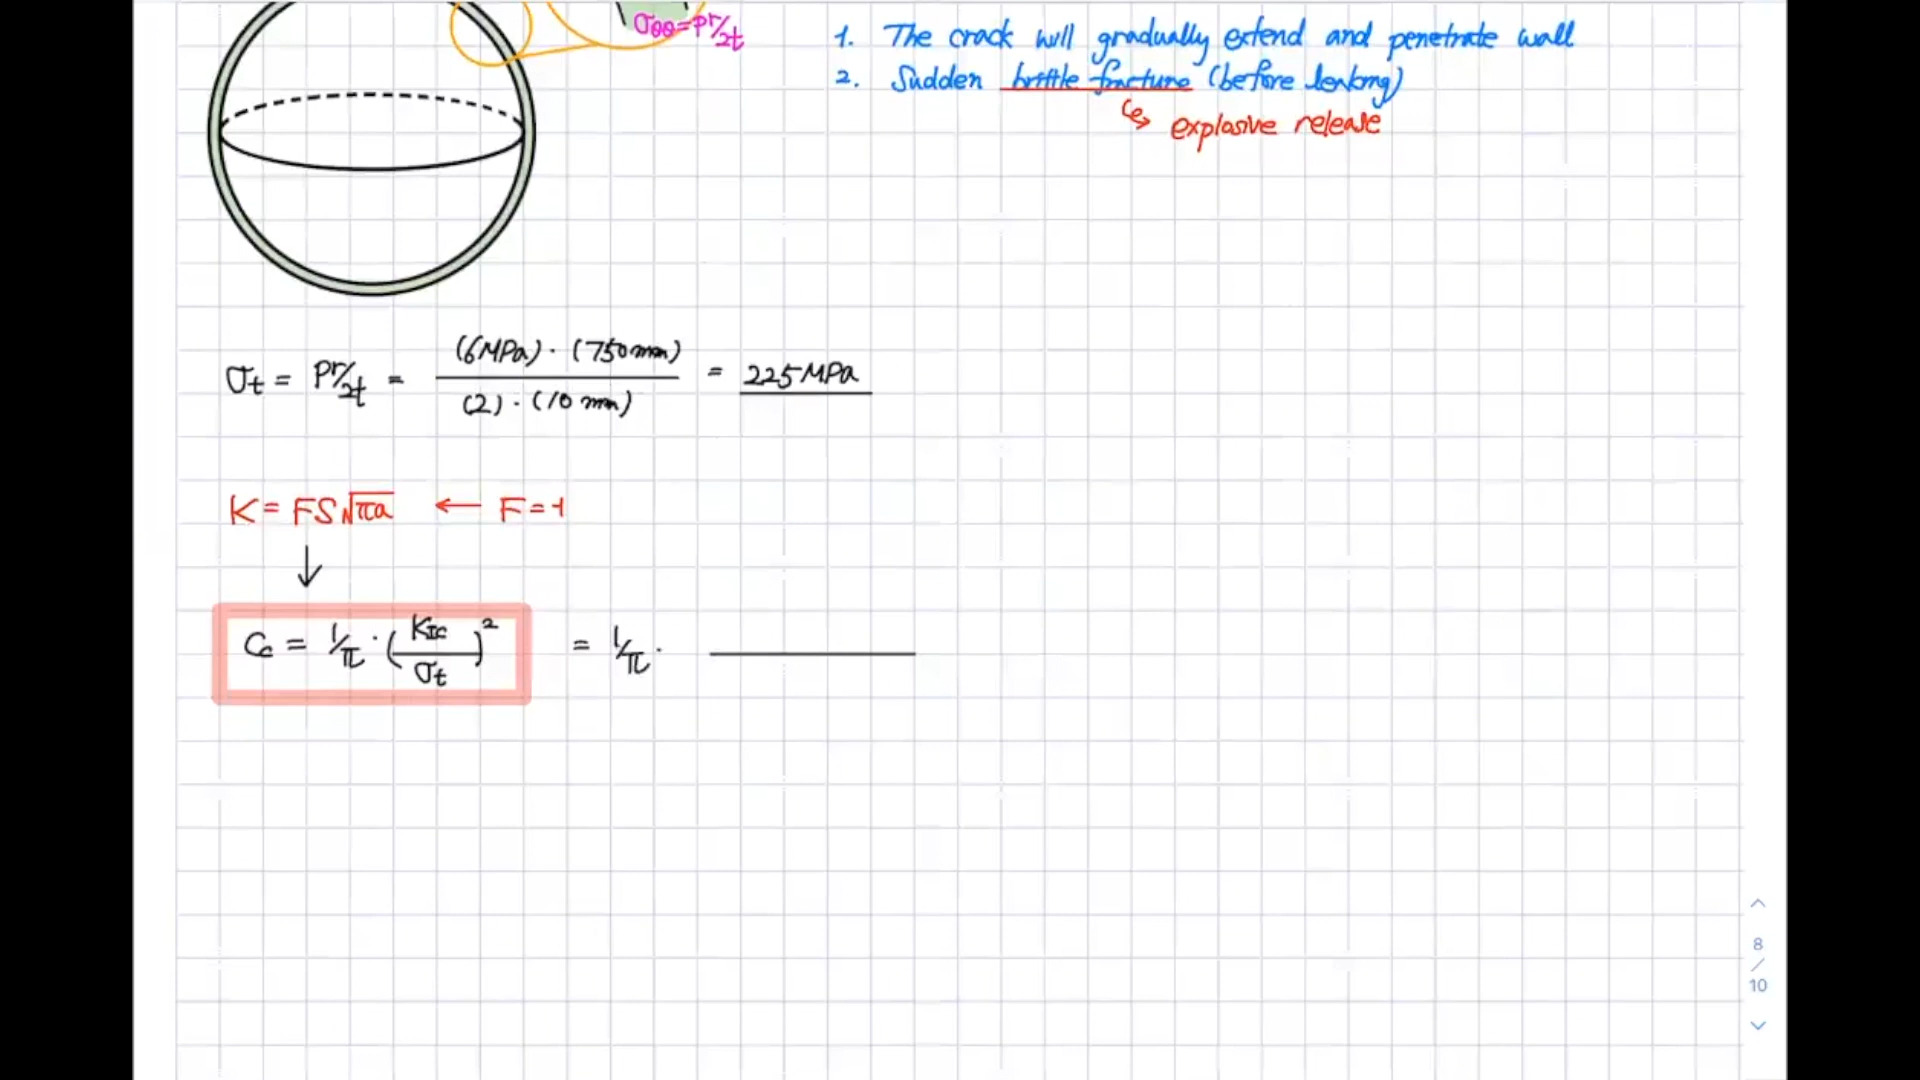 σθθ=Pr/2t
1. The crack will gradually extend and penetrate wall
2. Sudden brittle fracture (before leaking)
↳ explosive release
σt = Pr/2t = (6MPa)·(750mm) / (2)·(10mm) = 225MPa
K = FS√πa ← F=1
↓
Cc = 1/π·(KIC/σt)² = 1/π·
8
/
10